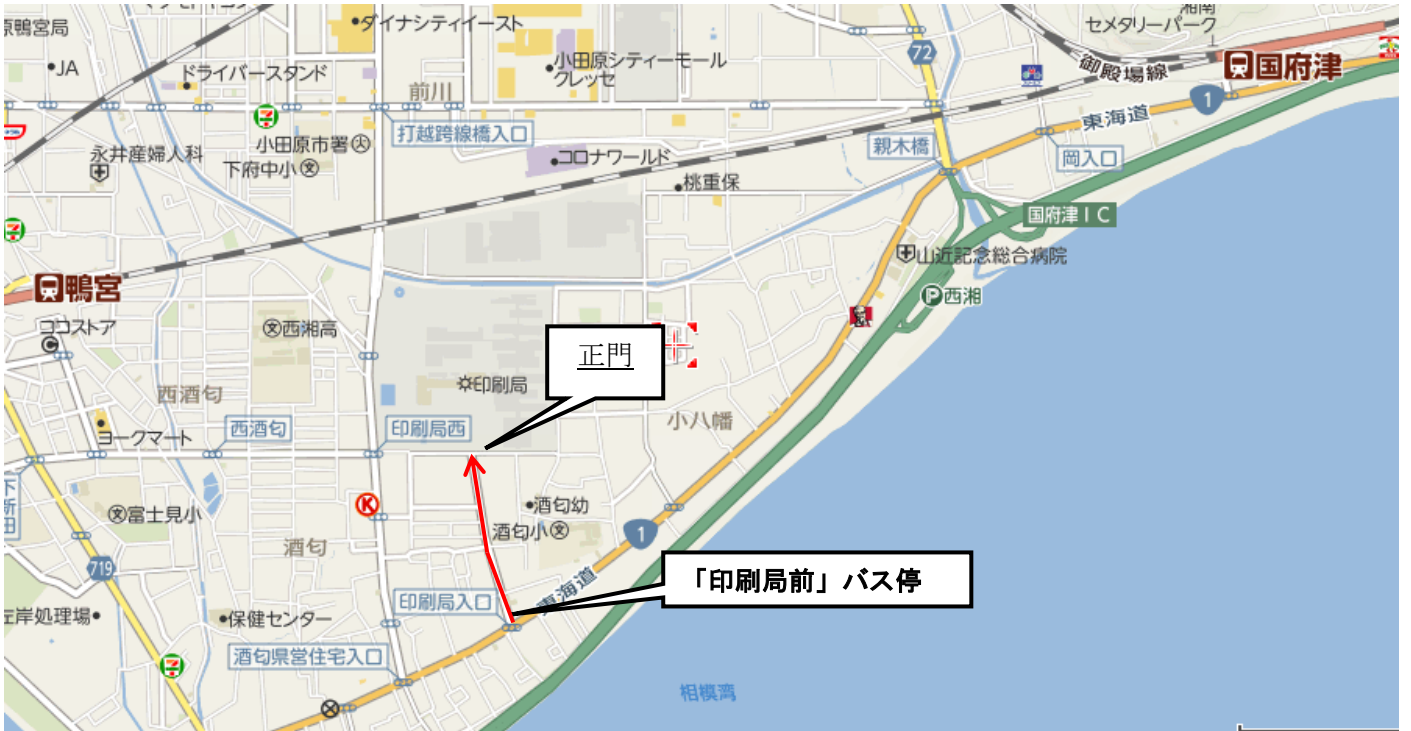 湘南
セメタリーパーク
ダイナシティイースト
鴨宮局
JA
ドライバースタンド
小田原シティーモール
クレッセ
72
御殿場線
国府津
1
前川
東海道
打越跨線橋入口
小田原市署
永井産婦人科
下府中小
コロナワールド
親木橋
岡入口
桃重保
国府津IC
山近記念総合病院
鴨宮
西湘
ココストア
西湘高
正門
印刷局
西酒匂
小八幡
ヨークマート
西酒匂
印刷局西
下新田
富士見小
酒匂幼
酒匂小
1
酒匂
719
東海道
「印刷局前」バス停
印刷局入口
左岸処理場
保健センター
酒匂県営住宅入口
相模湾